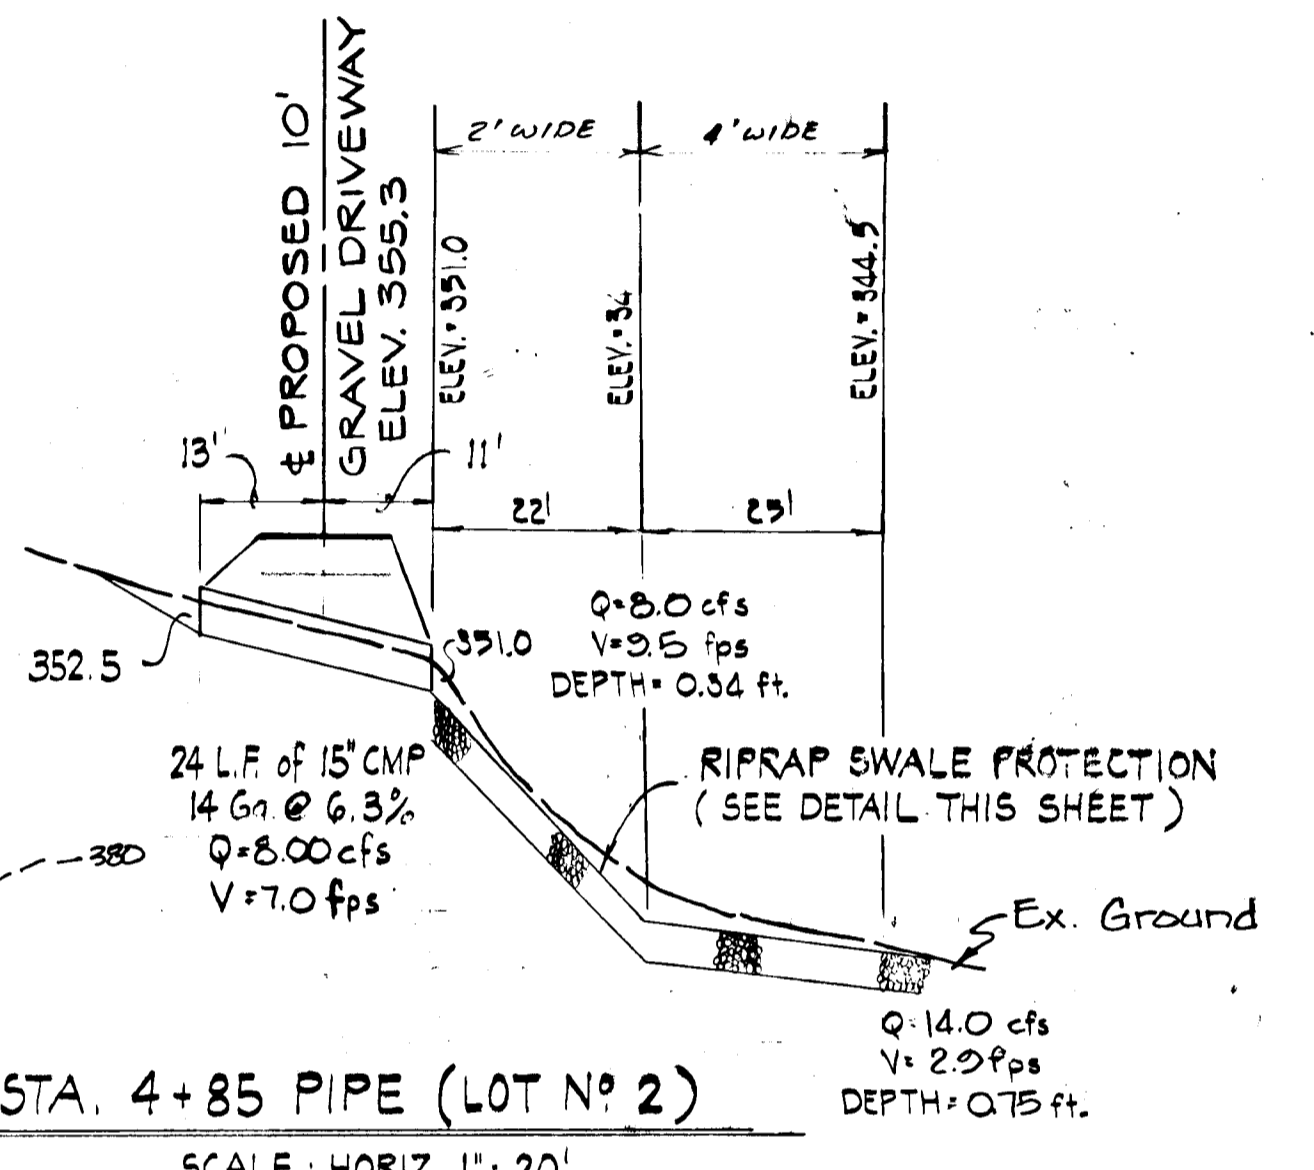 ℄ PROPOSED 10'
GRAVEL DRIVEWAY
ELEV. 355.3
2' WIDE
4' WIDE
ELEV. = 351.0
ELEV. = 34
ELEV. = 344.5
13'
11'
22'
25'
352.5
351.0
Q=8.0 cfs
V=9.5 fps
DEPTH= 0.34 ft.
24 L.F. of 15" CMP
14 Ga. @ 6.3%
Q=8.00 cfs
V=7.0 fps
380
RIPRAP SWALE PROTECTION
(SEE DETAIL THIS SHEET)
Ex. Ground
Q=14.0 cfs
V= 2.9 fps
DEPTH= 0.75 ft.
STA. 4+85 PIPE (LOT Nº 2)
SCALE: HORIZ. 1"= 20'